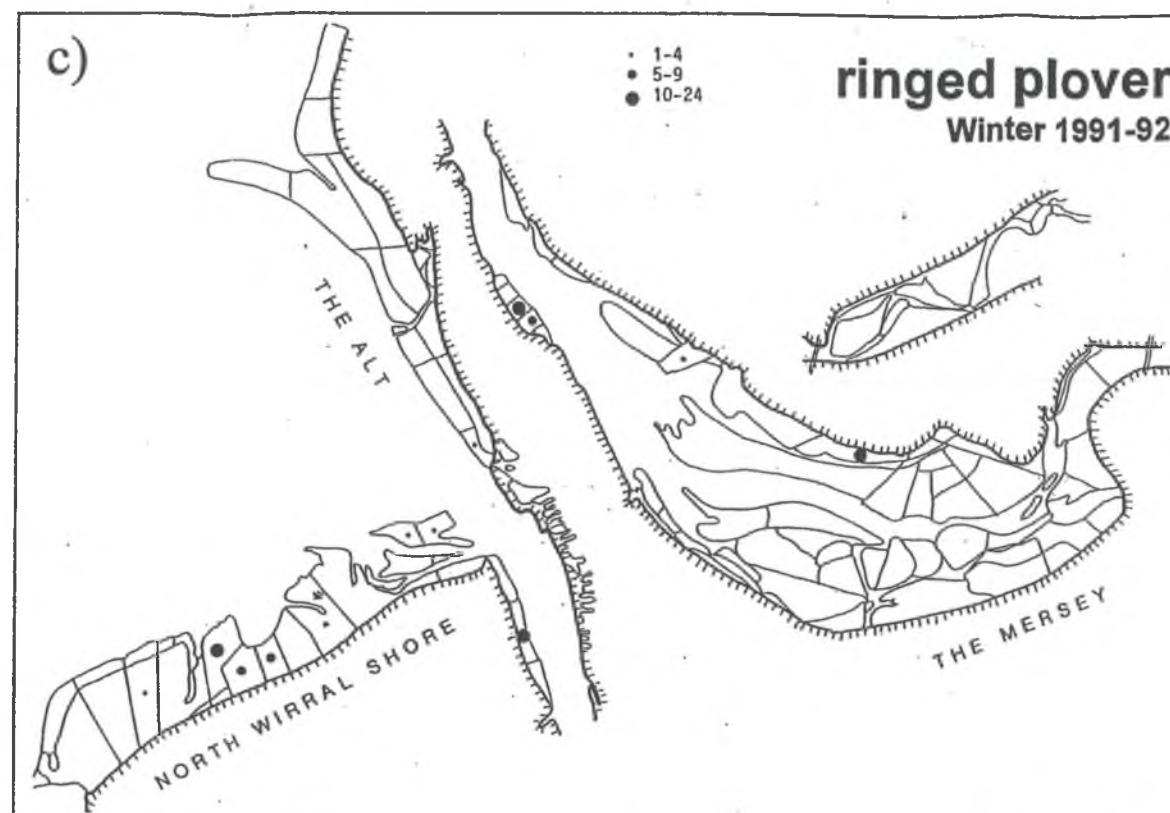 c)
1-4
5-9
10-24
ringed plover
Winter 1991-92
THE ALT
NORTH WIRRAL SHORE
THE MERSEY